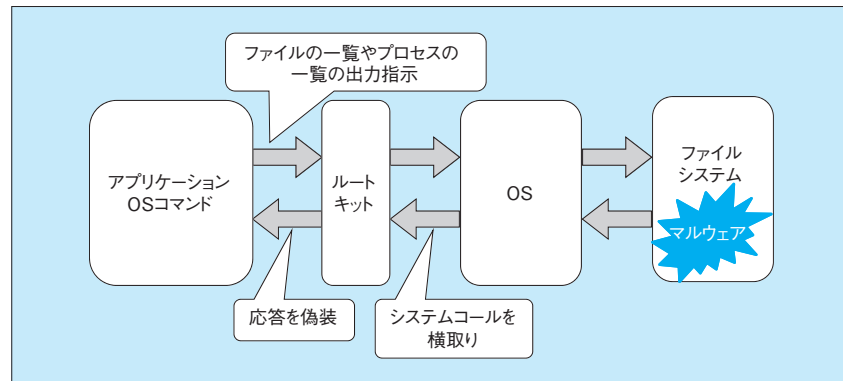 ファイルの一覧やプロセスの
一覧の出力指示
アプリケーション
OSコマンド
ルート
キット
OS
ファイル
システム
マルウェア
応答を偽装
システムコールを
横取り